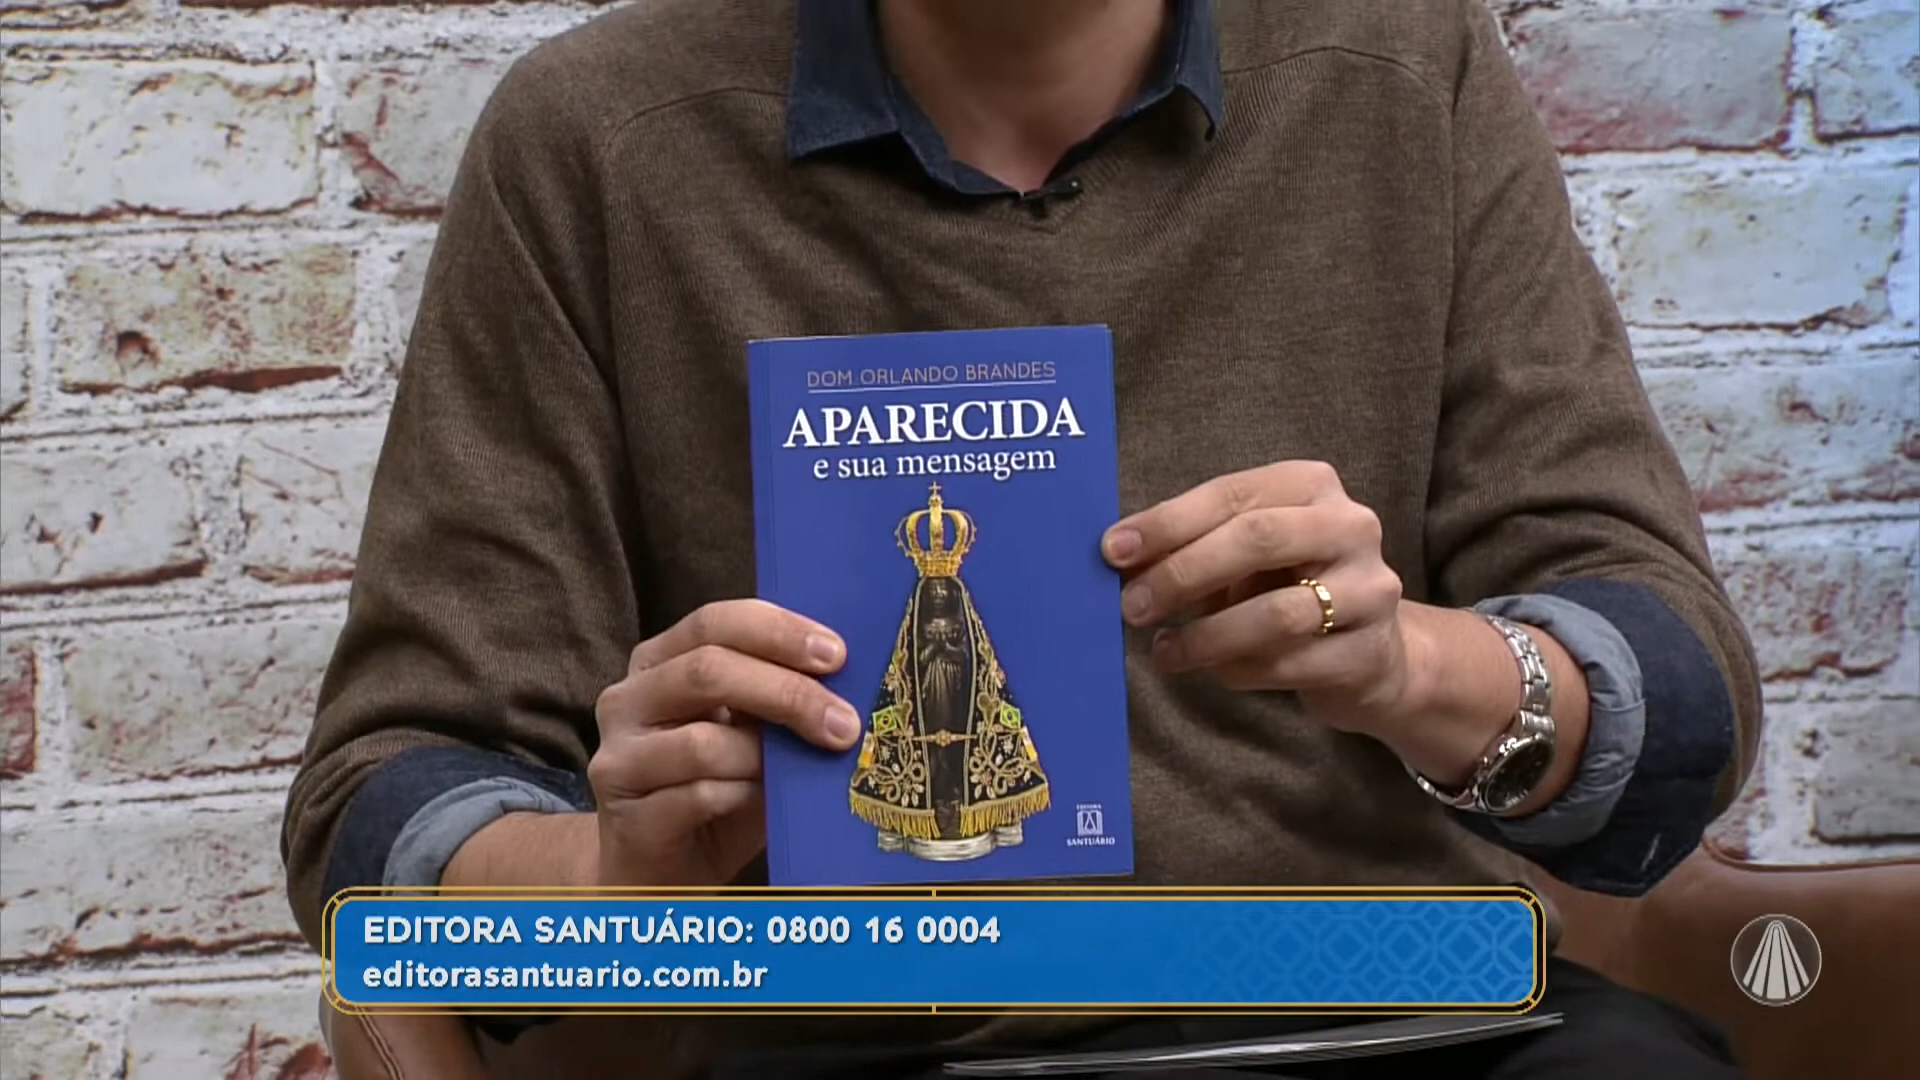 DOM ORLANDO BRANDES
APARECIDA
e sua mensagem
EDITORA
SANTUÁRIO
EDITORA SANTUÁRIO: 0800 16 0004
editorasantuario.com.br